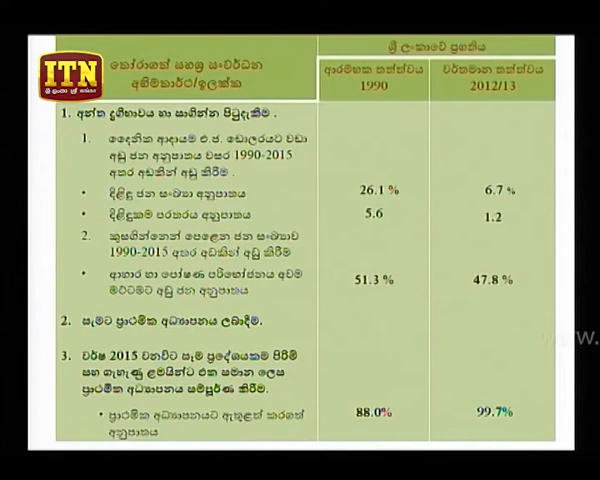 ITN
ශ්‍රී ලංකාවේ ප්‍රගතිය
තෝරාගත් සහශ්‍ර සංවර්ධන
අභිමතාර්ථ/ඉලක්ක
ආරම්භක තත්ත්වය
1990
වර්තමාන තත්ත්වය
2012/13
1. අන්ත දුගීභාවය හා සාගින්න පිටුදැකීම .
1. දෛනික ආදායම එ.ජ. ඩොලරයට වඩා
අඩු ජන අනුපාතය වසර 1990-2015
අතර අඩකින් අඩු කිරීම .
• දිළිඳු ජන සංඛ්‍යා අනුපාතය 26.1 % 6.7 %
• දිළිඳුකම පරතරය අනුපාතය 5.6 1.2
2. කුසගින්නෙන් පෙළෙන ජන සංඛ්‍යාව
1990-2015 අතර අඩකින් අඩු කිරීම
• ආහාර හා පෝෂණ පරිභෝජනය අවම
මට්ටමට අඩු ජන අනුපාතය 51.3 % 47.8 %
2. සැමට ප්‍රාථමික අධ්‍යාපනය ලබාදීම.
3. වර්ෂ 2015 වනවිට සැම ප්‍රදේශයකම පිරිමි
සහ ගැහැණු ළමයින්ට එක සමාන ලෙස
ප්‍රාථමික අධ්‍යාපනය සම්පූර්ණ කිරීම.
• ප්‍රාථමික අධ්‍යාපනයට ඇතුළත් කරගත් 88.0% 99.7%
අනුපාතය
www.